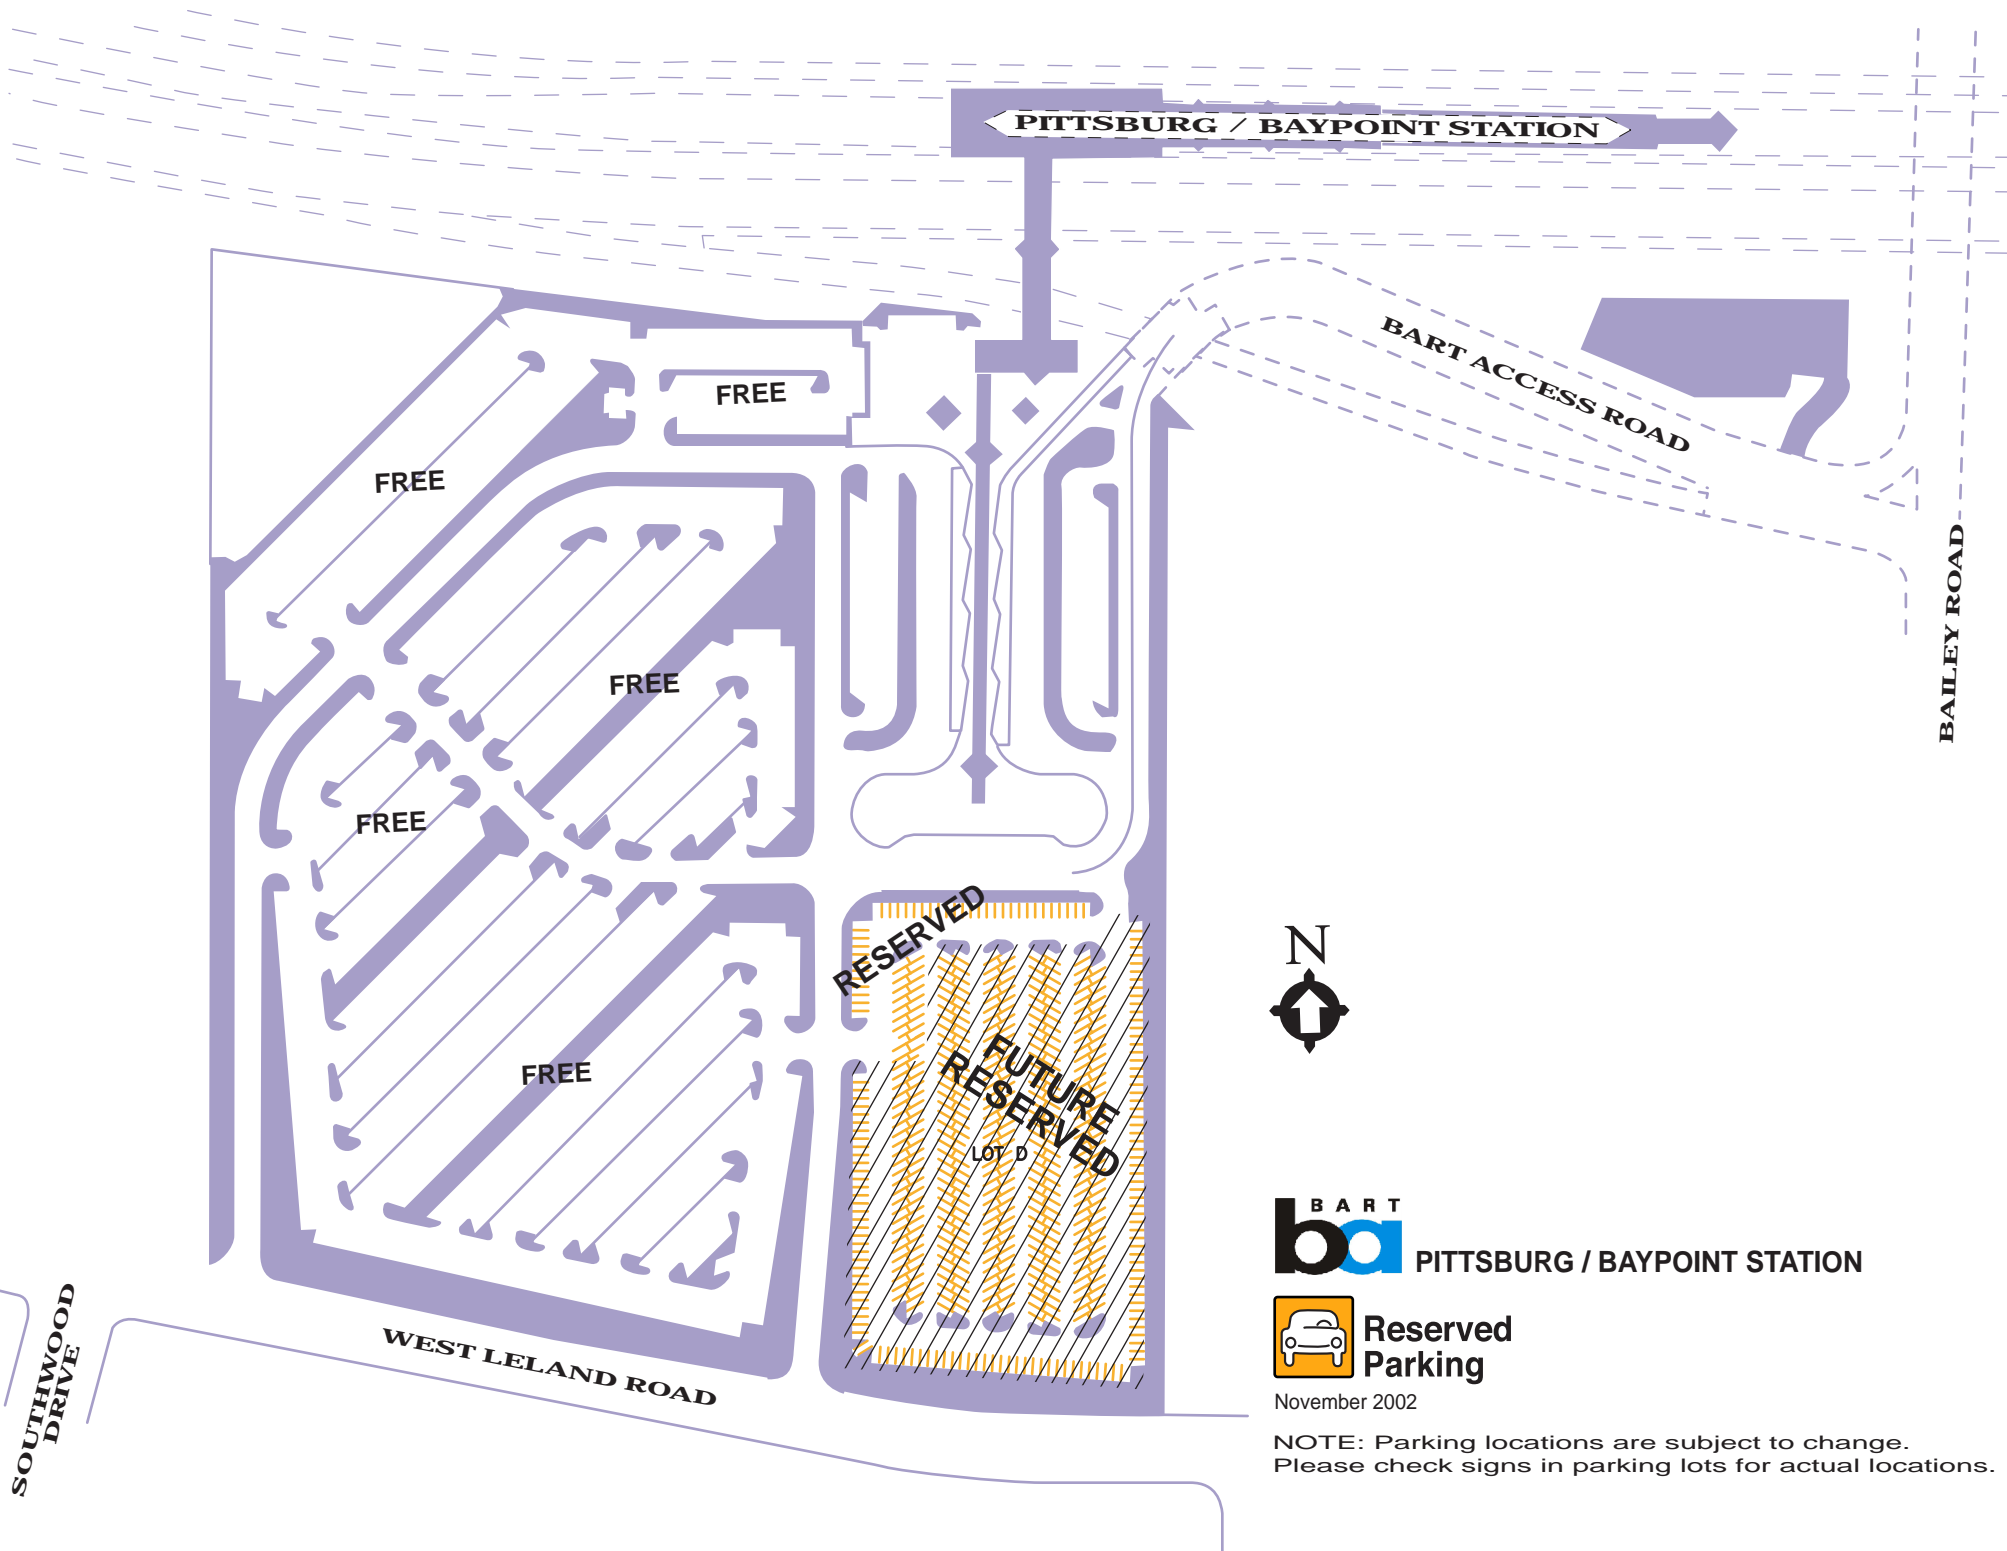 PITTSBURG / BAYPOINT STATION
BART ACCESS ROAD
FREE
FREE
BAILEY ROAD
FREE
FREE
RESERVED
N
FUTURE
RESERVED
LOT D
FREE
BART
ba PITTSBURG / BAYPOINT STATION
SOUTHWOOD
DRIVE
WEST LELAND ROAD
Reserved
Parking
November 2002
NOTE: Parking locations are subject to change.
Please check signs in parking lots for actual locations.